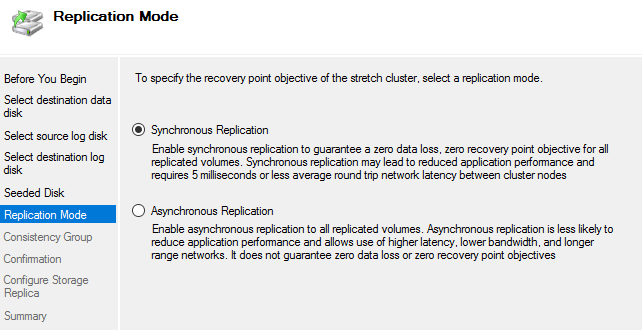 Replication Mode
Before You Begin
Select destination data
disk
Select source log disk
Select destination log
disk
Seeded Disk
Replication Mode
Consistency Group
Confirmation
Configure Storage
Replica
Summary
To specify the recovery point objective of the stretch cluster, select a replication mode.
Synchronous Replication
Enable synchronous replication to guarantee a zero data loss, zero recovery point objective for all
replicated volumes. Synchronous replication may lead to reduced application performance and
requires 5 milliseconds or less average round trip network latency between cluster nodes
Asynchronous Replication
Enable asynchronous replication to all replicated volumes. Asynchronous replication is less likely to
reduce application performance and allows use of higher latency, lower bandwidth, and longer
range networks. It does not guarantee zero data loss or zero recovery point objectives